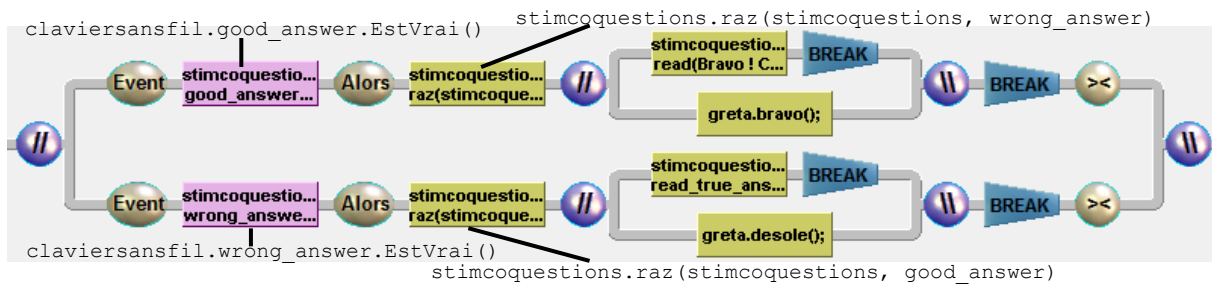 stimcoquestions.raz(stimcoquestions, wrong_answer)
claviersansfil.good_answer.EstVrai()
Event
stimcoquestio...
good_answer...
Alors
stimcoquestio...
raz(stimcoque...
//
stimcoquestio...
read(Bravo ! C...
BREAK
greta.bravo();
\\
BREAK
><
//
\\
Event
stimcoquestio...
wrong_answe...
Alors
stimcoquestio...
raz(stimcoque...
//
stimcoquestio...
read_true_ans...
BREAK
greta.desole();
\\
BREAK
><
claviersansfil.wrong_answer.EstVrai()
stimcoquestions.raz(stimcoquestions, good_answer)